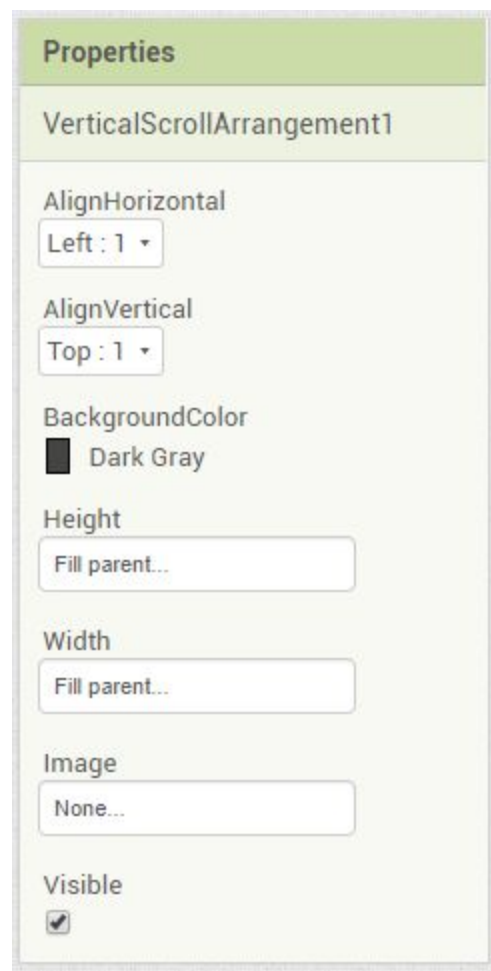 Properties
VerticalScrollArrangement1
AlignHorizontal
Left : 1
AlignVertical
Top : 1
BackgroundColor
Dark Gray
Height
Fill parent...
Width
Fill parent...
Image
None...
Visible